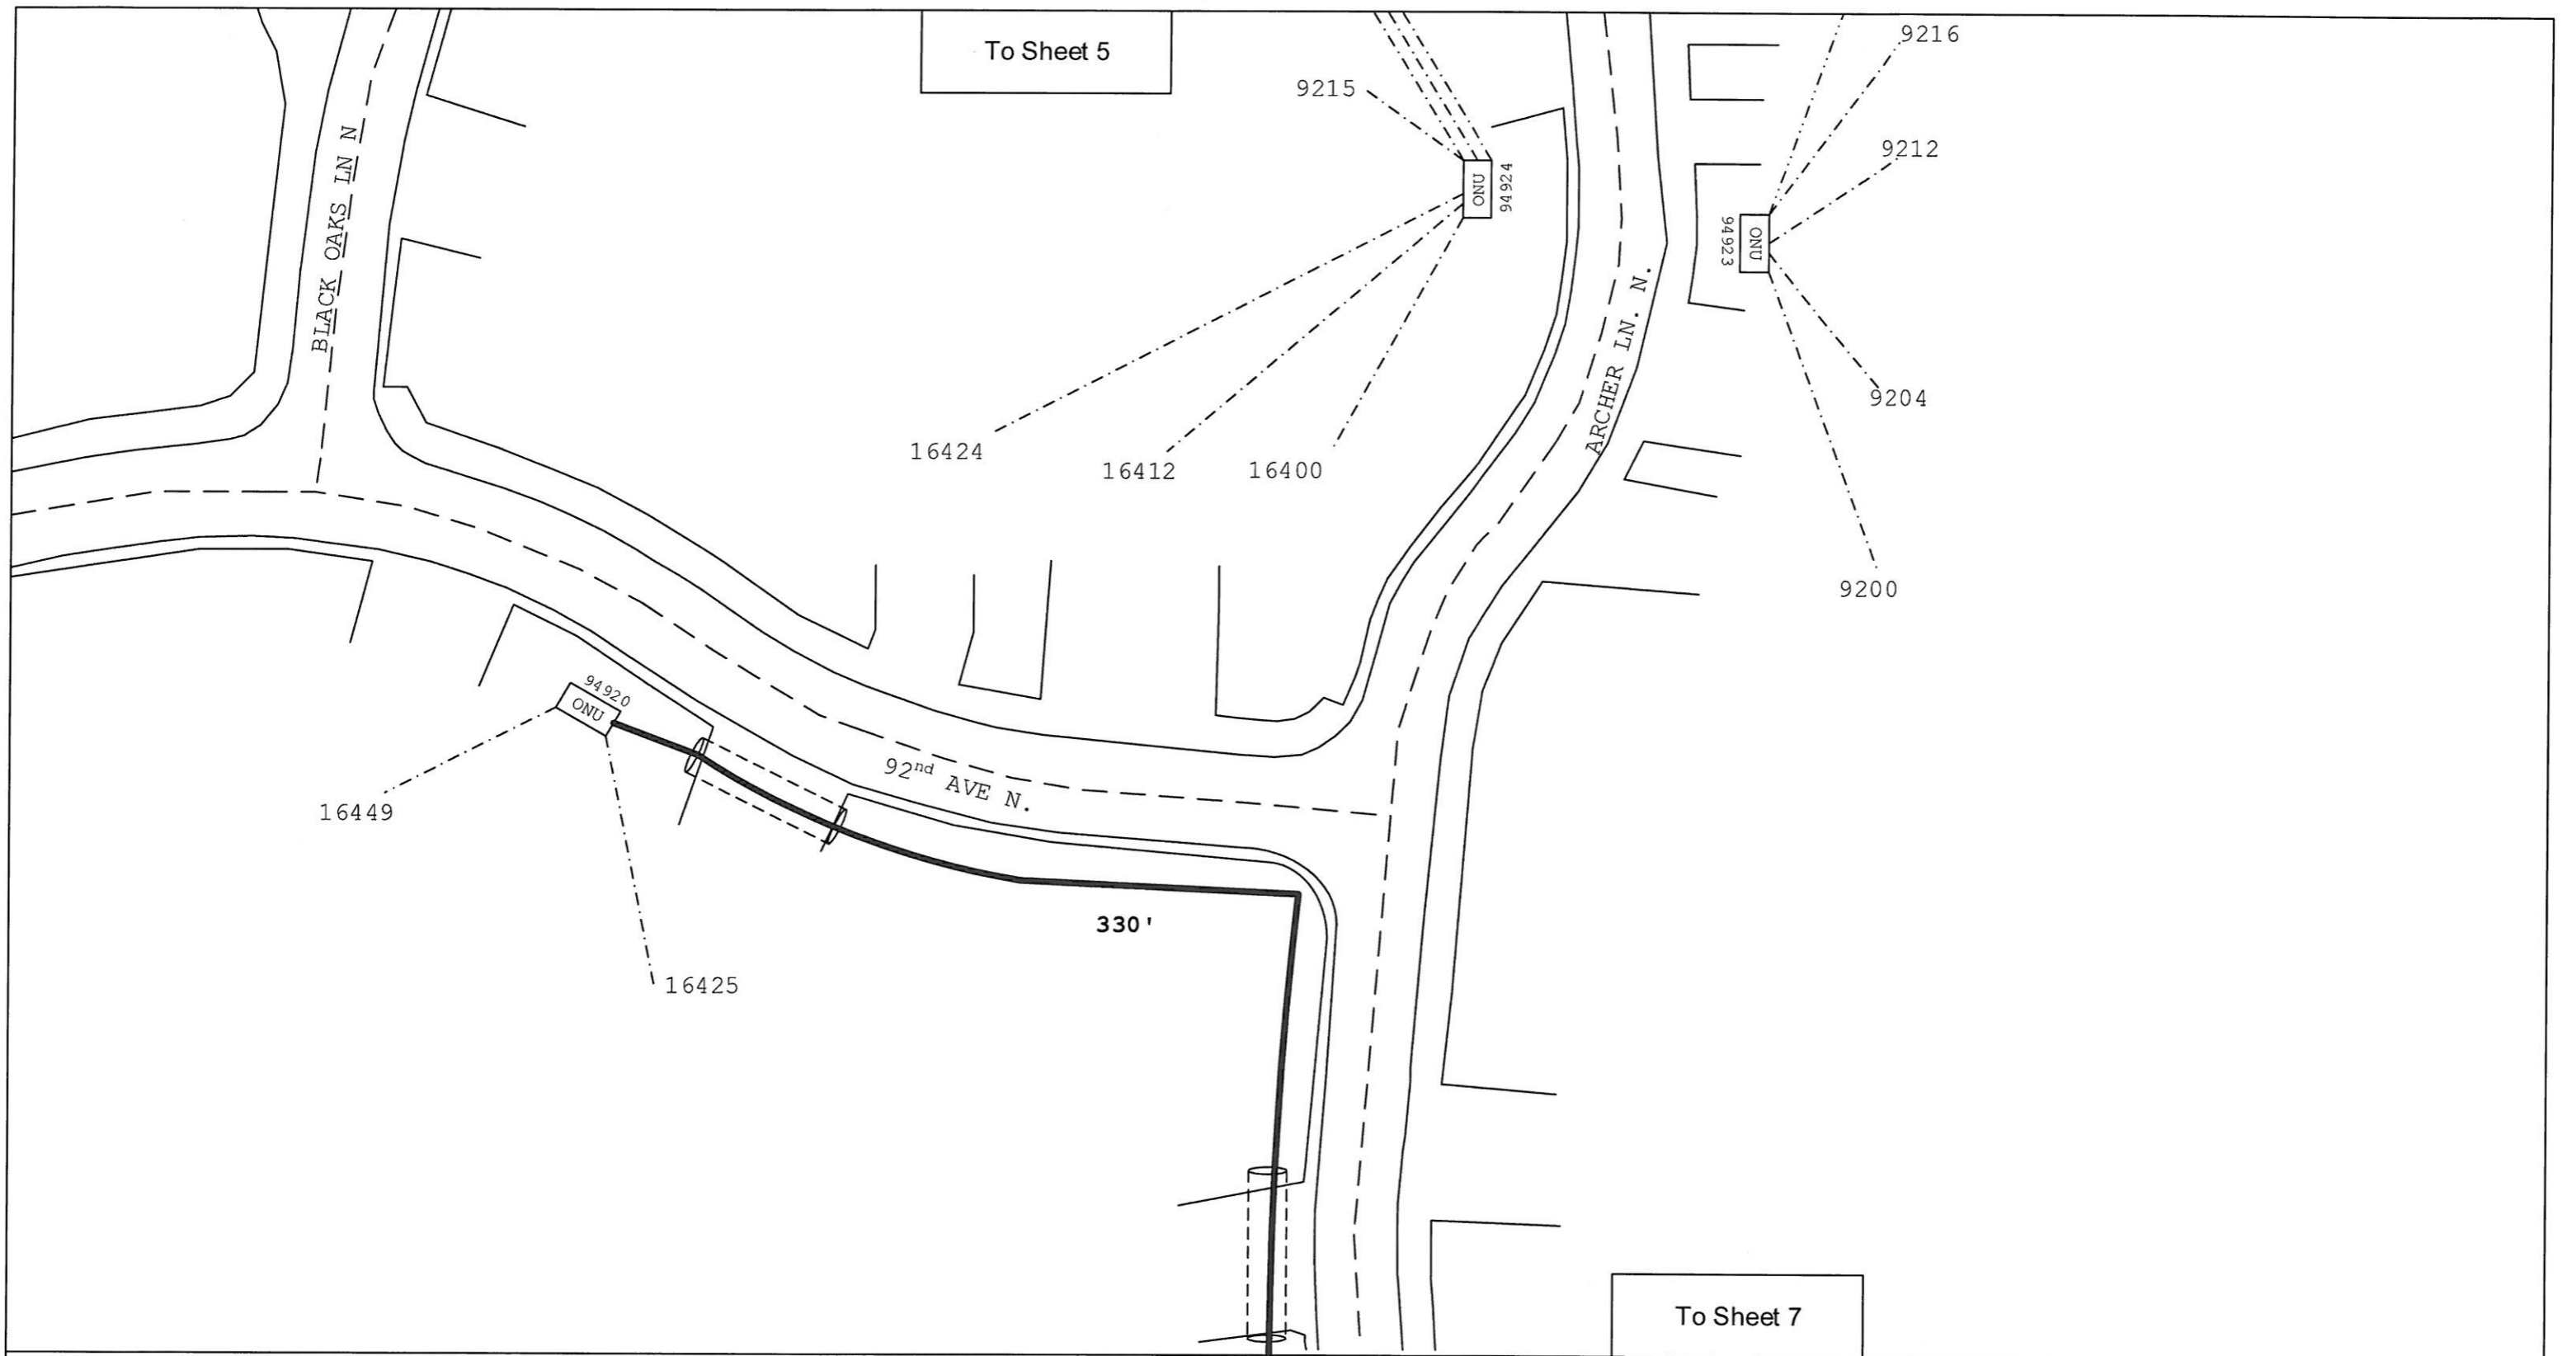 To Sheet 5
9216
9215
9212
BLACK OAKS LN N
ONU
94924
ONU
94923
ARCHER LN. N.
9204
16424
16412
16400
9200
94920
ONU
92nd AVE N.
16449
330'
16425
To Sheet 7